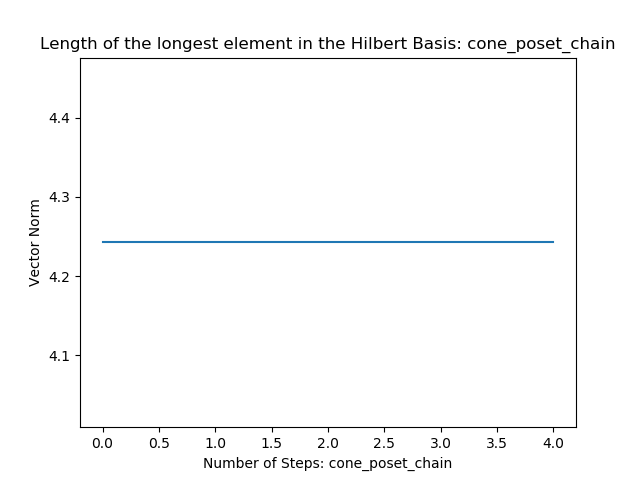 Length of the longest element in the Hilbert Basis: cone_poset_chain
4.4
4.3
4.2
4.1
Vector Norm
0.0 0.5 1.0 1.5 2.0 2.5 3.0 3.5 4.0
Number of Steps: cone_poset_chain